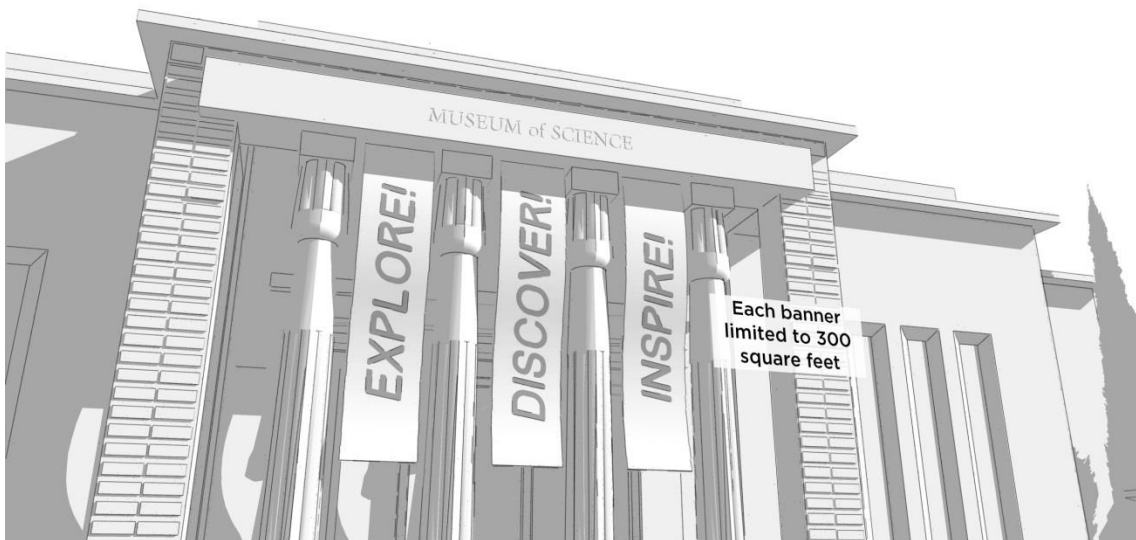 MUSEUM of SCIENCE
EXPLORE!
DISCOVER!
INSPIRE!
Each banner
limited to 300
square feet